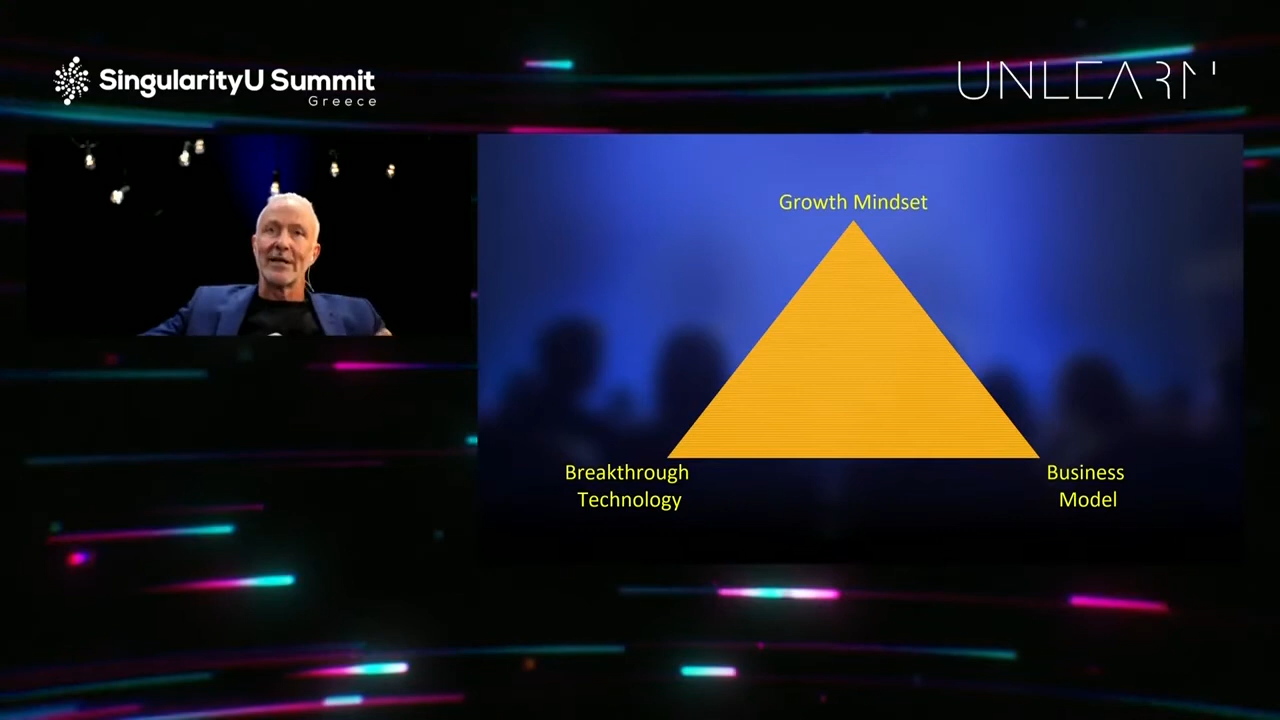 SingularityU Summit
Greece
UNLEARN
Growth Mindset
Breakthrough
Technology
Business
Model